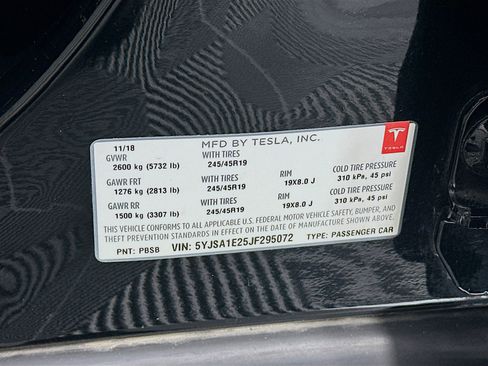 11/18 MFD BY TESLA, INC.
GVWR WITH TIRES
2600 kg (5732 lb) 245/45R19
GAWR FRT WITH TIRES RIM COLD TIRE PRESSURE
1276 kg (2813 lb) 245/45R19 19X8.0 J 310 kPa, 45 psi
GAWR RR WITH TIRES RIM COLD TIRE PRESSURE
1500 kg (3307 lb) 245/45R19 19X8.0 J 310 kPa, 45 psi
THIS VEHICLE CONFORMS TO ALL APPLICABLE U.S. FEDERAL MOTOR VEHICLE SAFETY, BUMPER, AND
THEFT PREVENTION STANDARDS IN EFFECT ON THE DATE OF MANUFACTURE SHOWN ABOVE.
PNT: PBSB VIN: 5YJSA1E25JF295072 TYPE: PASSENGER CAR
TESLA